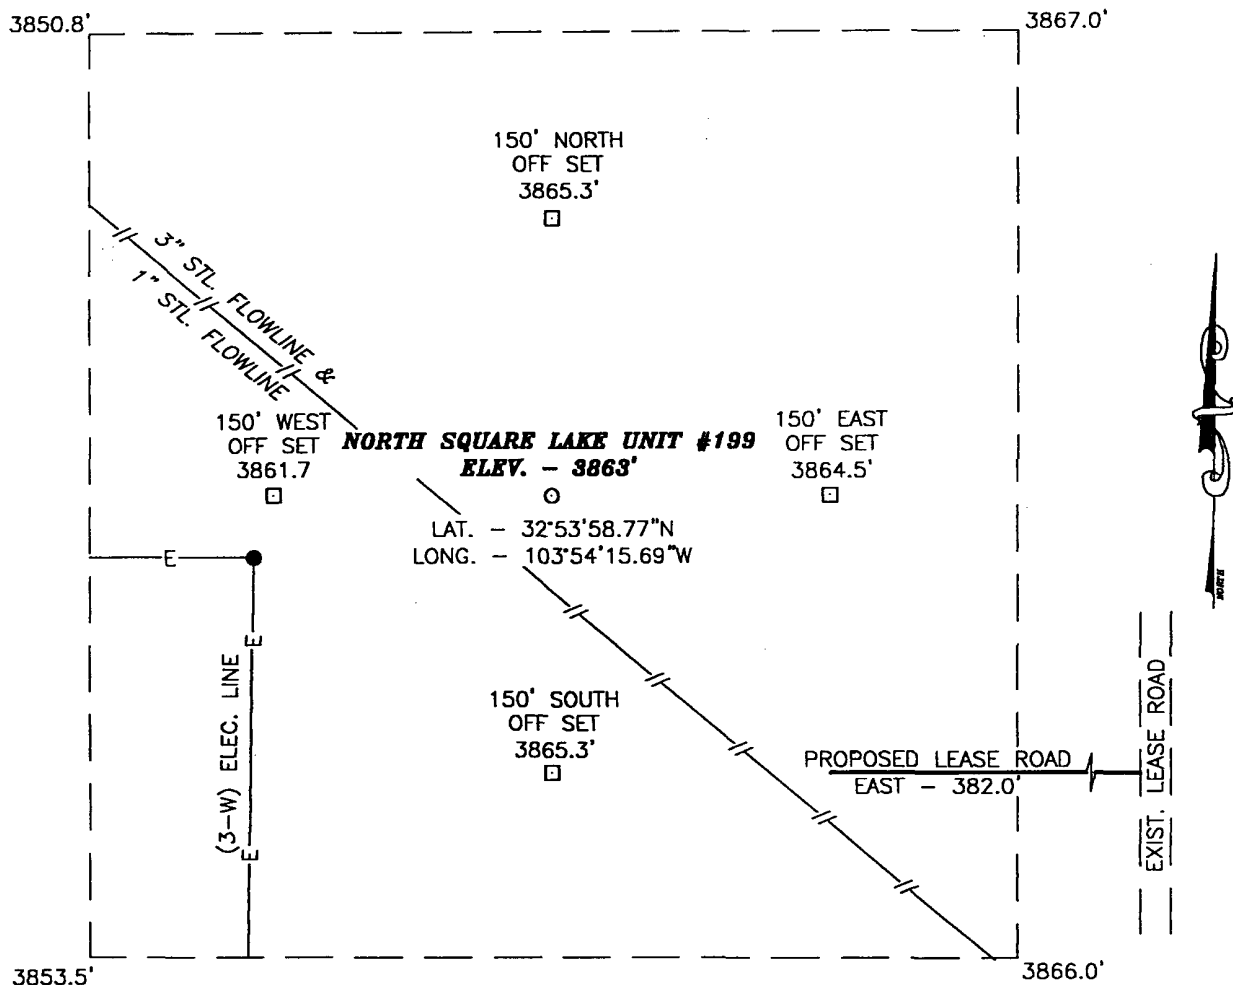 3850.8'
3867.0'
150' NORTH
OFF SET
3865.3'
3" STL. FLOWLINE &
1" STL. FLOWLINE
150' WEST
OFF SET
3861.7
NORTH SQUARE LAKE UNIT #199
ELEV. - 3863'
150' EAST
OFF SET
3864.5'
LAT. - 32°53'58.77"N
LONG. - 103°54'15.69"W
NORTH
E
E
(3-W) ELEC. LINE
E
150' SOUTH
OFF SET
3865.3'
PROPOSED LEASE ROAD
EAST - 382.0'
EXIST. LEASE ROAD
3853.5'
3866.0'